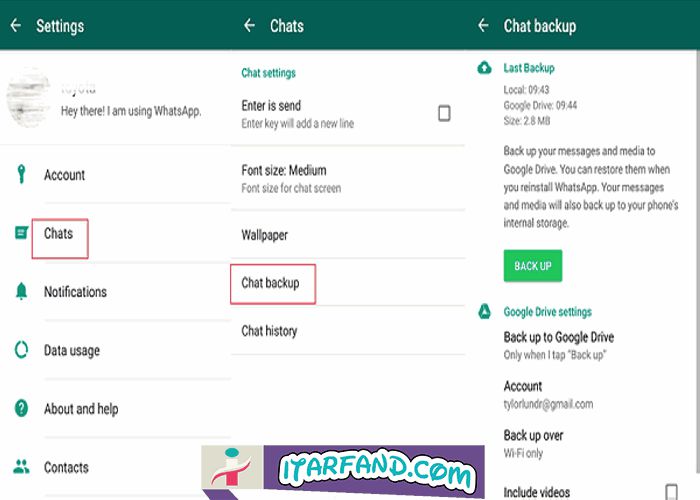 Settings
Hey there! I am using WhatsApp.
Account
Chats
Notifications
Data usage
About and help
Contacts
Chats
Chat settings
Enter is send
Enter key will add a new line
Font size: Medium
Font size for chat screen
Wallpaper
Chat backup
Chat history
Chat backup
Last Backup
Local: 09:43
Google Drive: 09:44
Size: 2.8 MB
Back up your messages and media to
Google Drive. You can restore them when
you reinstall WhatsApp. Your messages
and media will also back up to your phone's
internal storage.
BACK UP
Google Drive settings
Back up to Google Drive
Only when I tap "Back up"
Account
tylorlundr@gmail.com
Back up over
Wi-Fi only
Include videos
ITARFAND.COM